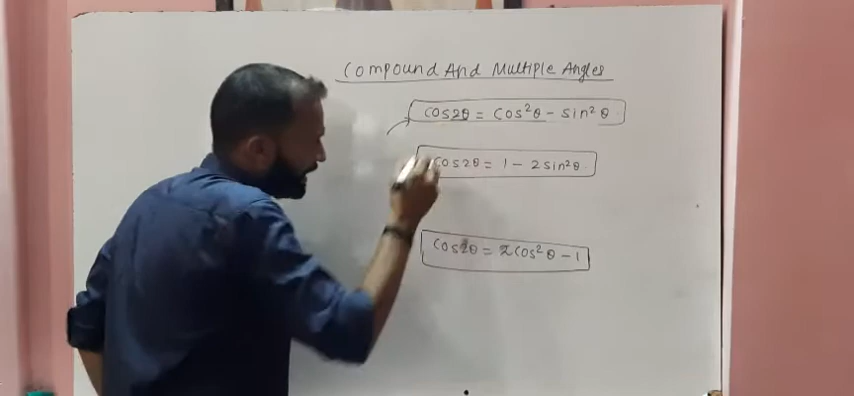 Compound And Multiple Angles
cos2θ = cos²θ - sin²θ
cos2θ = 1 - 2sin²θ
cos2θ = 2cos²θ - 1